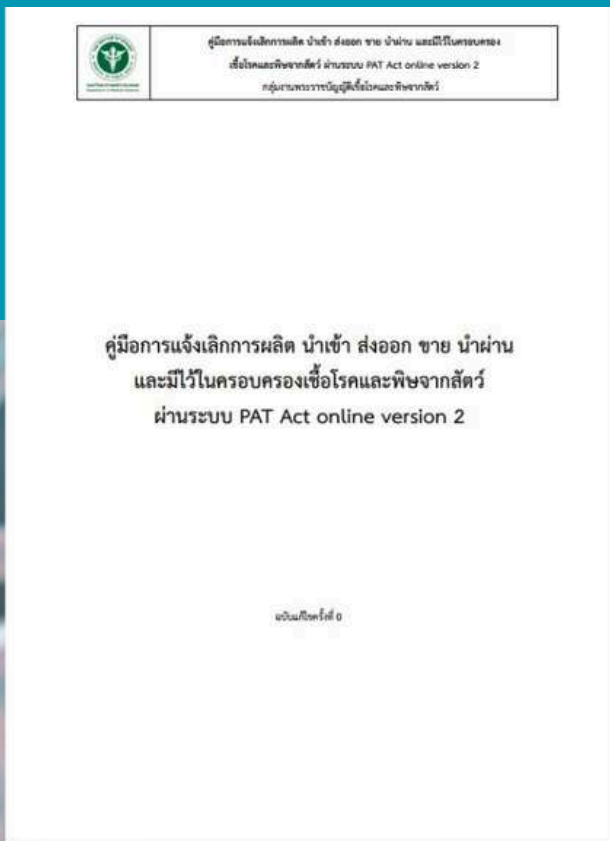 คู่มือการแจ้งเลิกการผลิต นำเข้า ส่งออก ขาย นำผ่าน และมีไว้ในครอบครอง
เชื้อโรคและพิษจากสัตว์ ผ่านระบบ PAT Act online version 2
กลุ่มงานพระราชบัญญัติเชื้อโรคและพิษจากสัตว์
คู่มือการแจ้งเลิกการผลิต นำเข้า ส่งออก ขาย นำผ่าน
และมีไว้ในครอบครองเชื้อโรคและพิษจากสัตว์
ผ่านระบบ PAT Act online version 2
ฉบับแก้ไขครั้งที่ 0